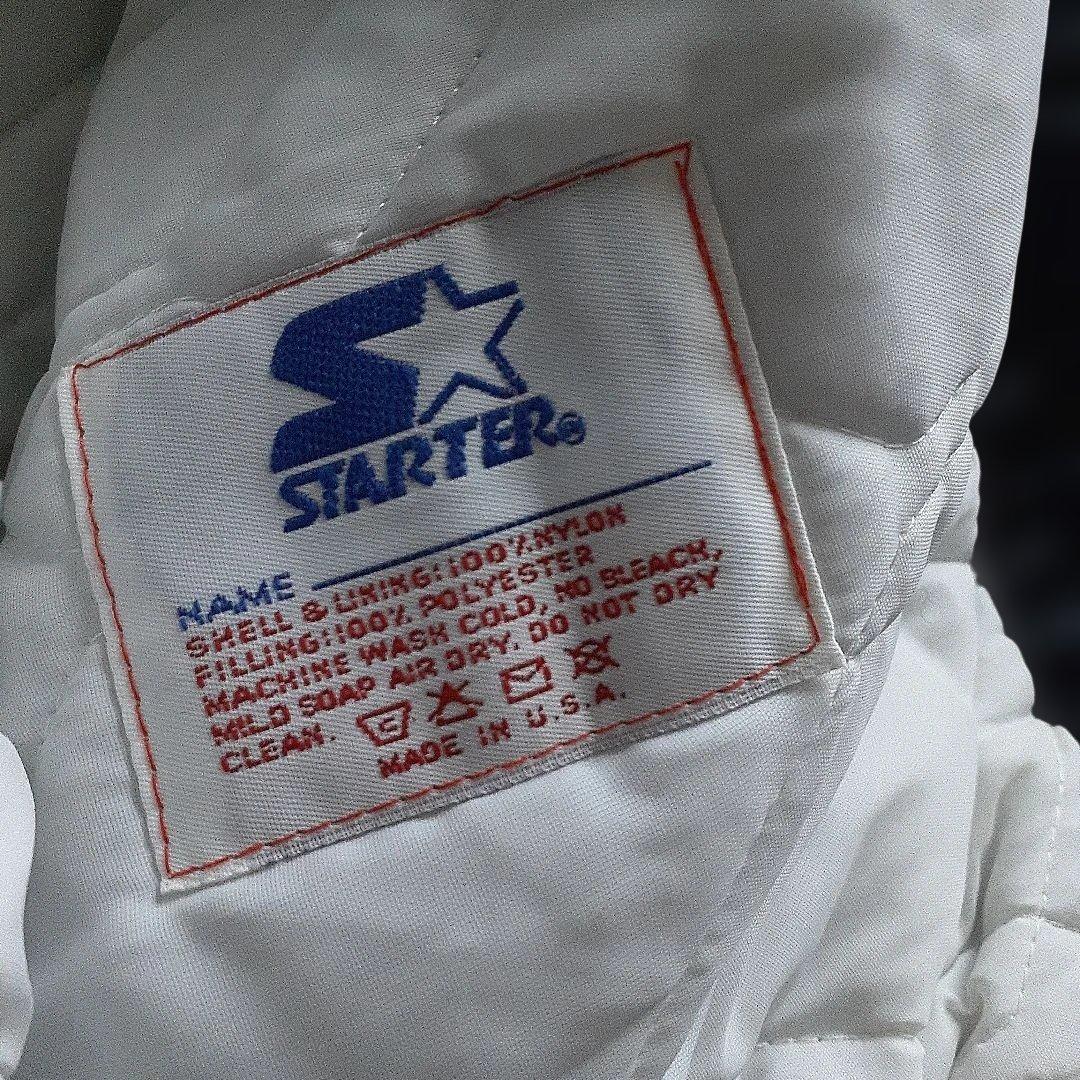 STARTER®
NAME
SHELL & LINING:100%NYLON
FILLING:100% POLYESTER
MACHINE WASH COLD, NO BLEACH,
MILD SOAP AIR DRY. DO NOT DRY
CLEAN.
MADE IN U.S.A.